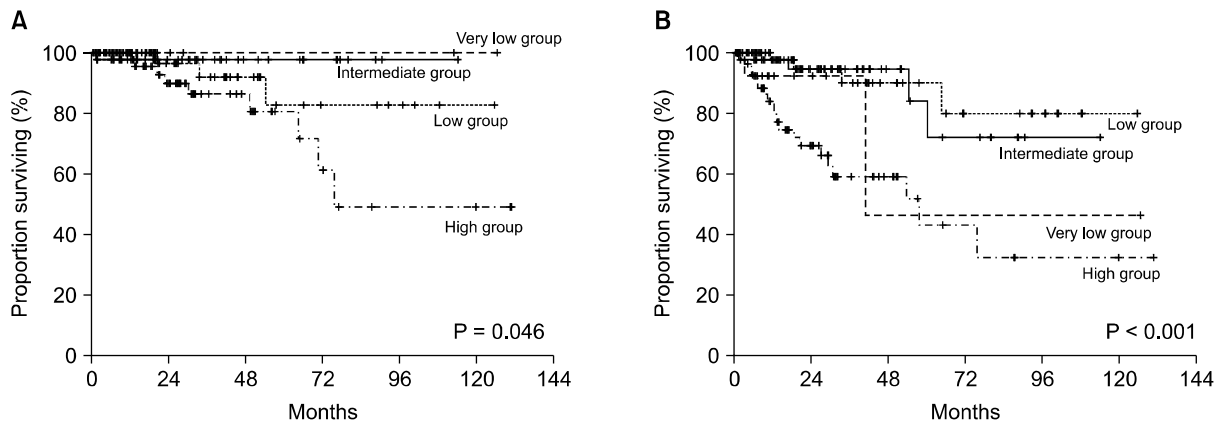 A
Proportion surviving (%)
100
80
60
40
20
0
0 24 48 72 96 120 144
Months
Very low group
Intermediate group
Low group
High group
P = 0.046
B
Proportion surviving (%)
100
80
60
40
20
0
0 24 48 72 96 120 144
Months
Low group
Intermediate group
Very low group
High group
P < 0.001